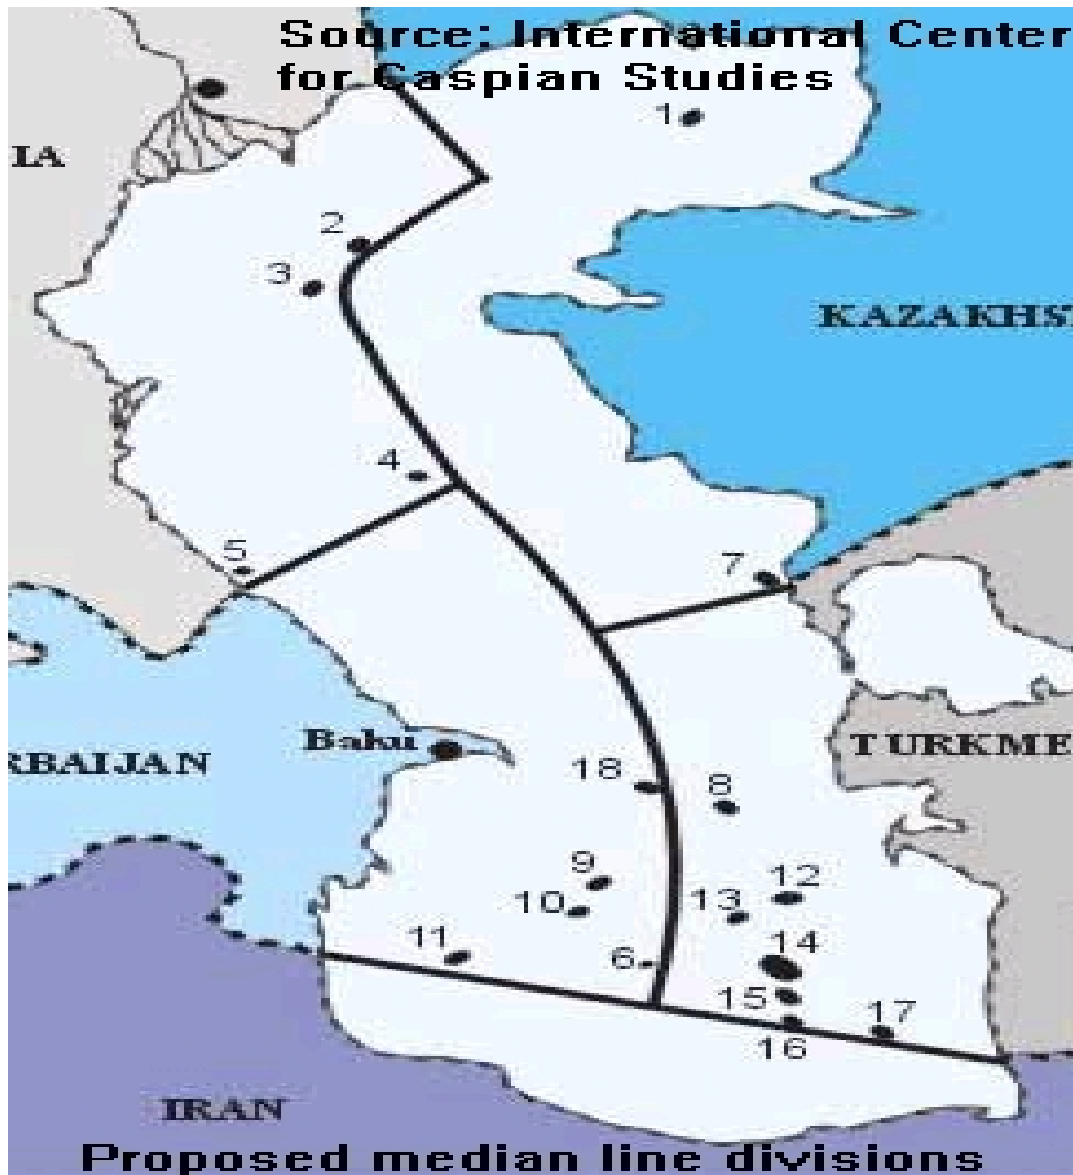 Source: International Center
for Caspian Studies
1
IA
2
3
KAZAKHS
4
5
7
Baku
TURKME
RBAIJAN
18
8
9
12
10
13
11
14
6
15
17
16
IRAN
Proposed median line divisions